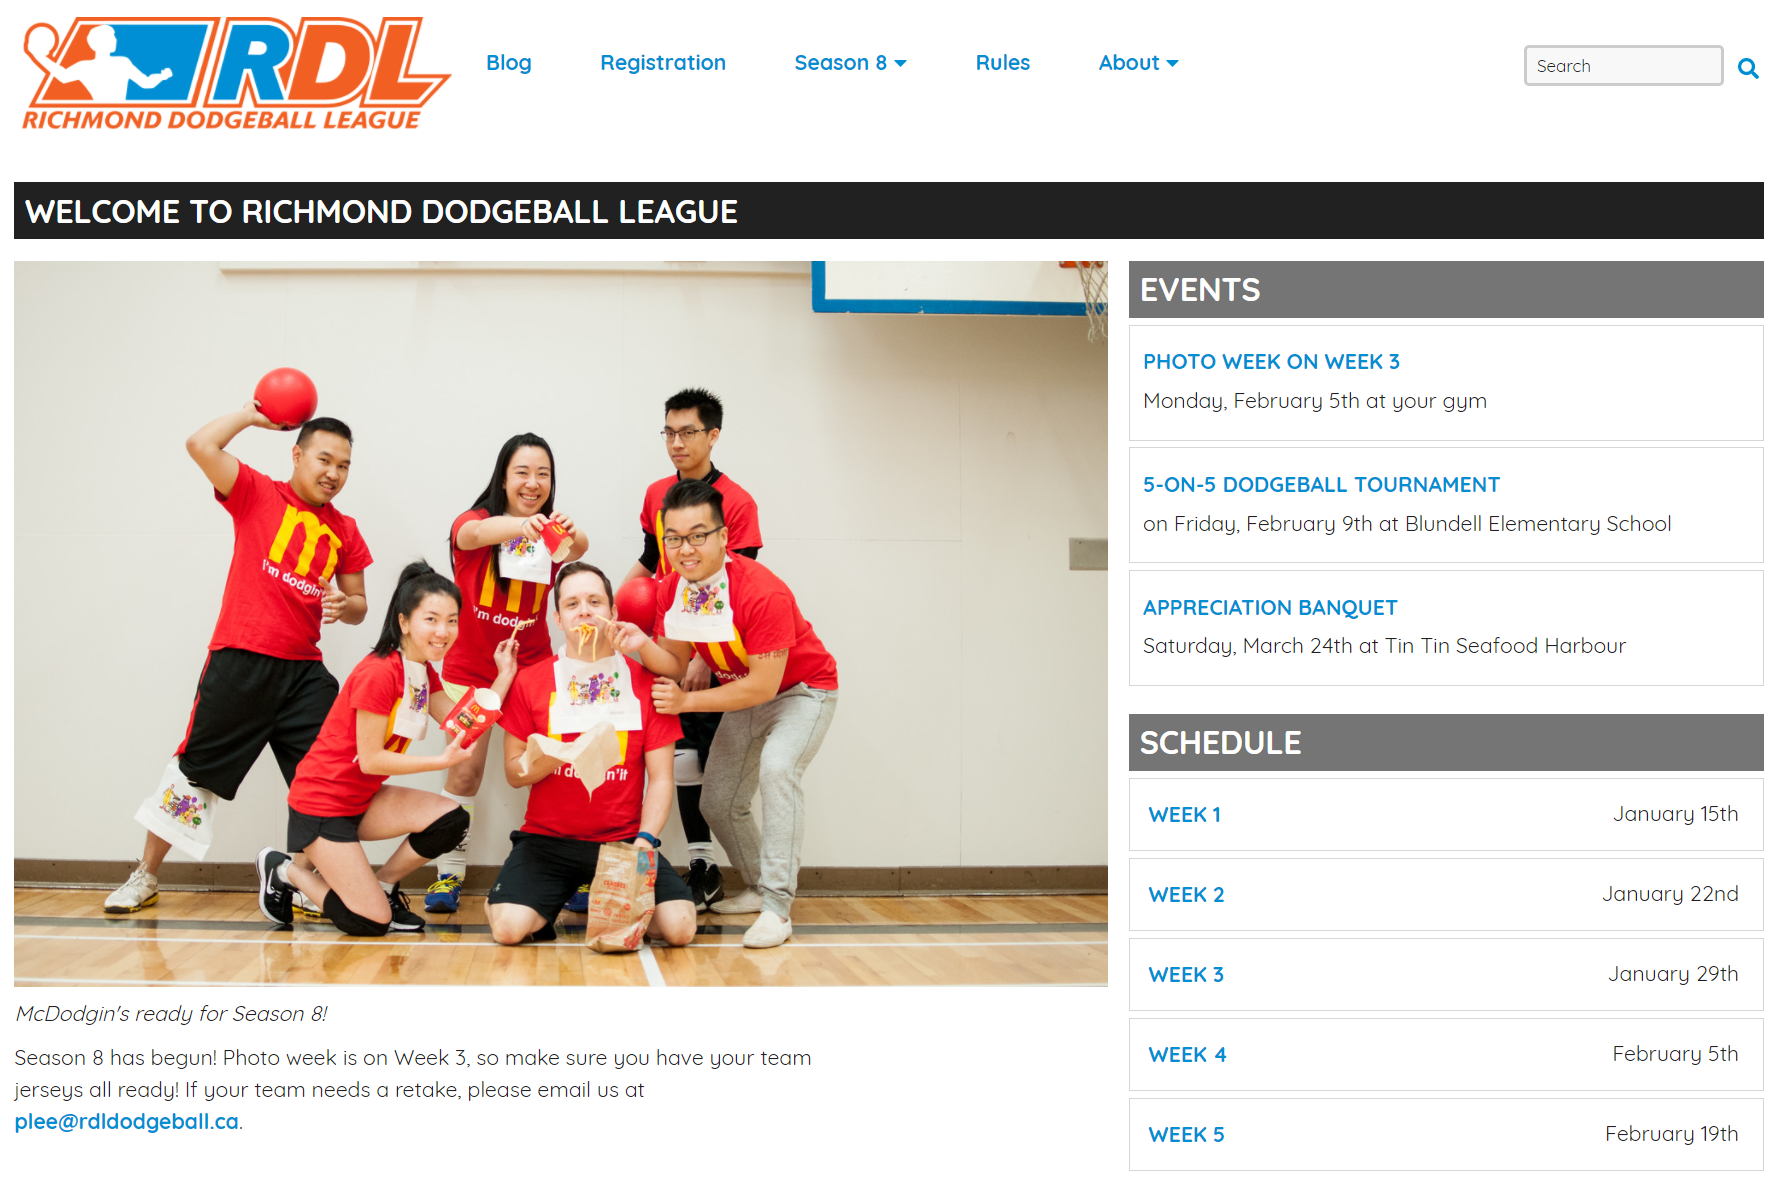 RDL
RICHMOND DODGEBALL LEAGUE
Blog
Registration
Season 8
Rules
About
Search
WELCOME TO RICHMOND DODGEBALL LEAGUE
I'm dodgin'
I'm dodgin'
dodgin'
m dodgin'it
McDodgin's ready for Season 8!
Season 8 has begun! Photo week is on Week 3, so make sure you have your team
jerseys all ready! If your team needs a retake, please email us at
plee@rdldodgeball.ca.
EVENTS
PHOTO WEEK ON WEEK 3
Monday, February 5th at your gym
5-ON-5 DODGEBALL TOURNAMENT
on Friday, February 9th at Blundell Elementary School
APPRECIATION BANQUET
Saturday, March 24th at Tin Tin Seafood Harbour
SCHEDULE
WEEK 1 January 15th
WEEK 2 January 22nd
WEEK 3 January 29th
WEEK 4 February 5th
WEEK 5 February 19th